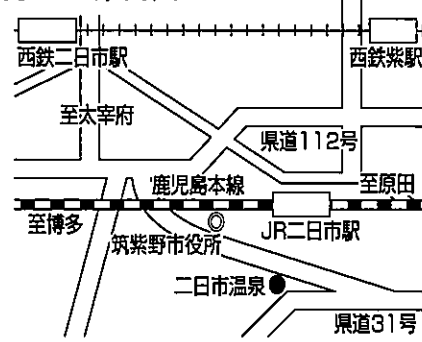 西鉄二日市駅
西鉄紫駅
至太宰府
県道112号
鹿児島本線
至原田
至博多
JR二日市駅
筑紫野市役所
二日市温泉
県道31号